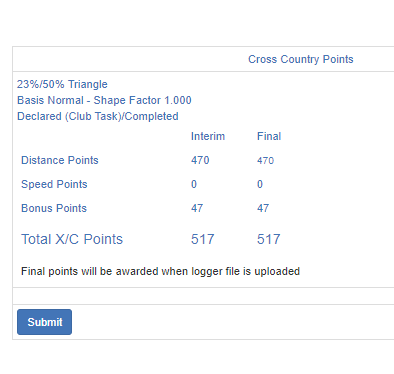 Cross Country Points
23%/50% Triangle
Basis Normal - Shape Factor 1.000
Declared (Club Task)/Completed
Interim Final
Distance Points 470 470
Speed Points 0 0
Bonus Points 47 47
Total X/C Points 517 517
Final points will be awarded when logger file is uploaded
Submit